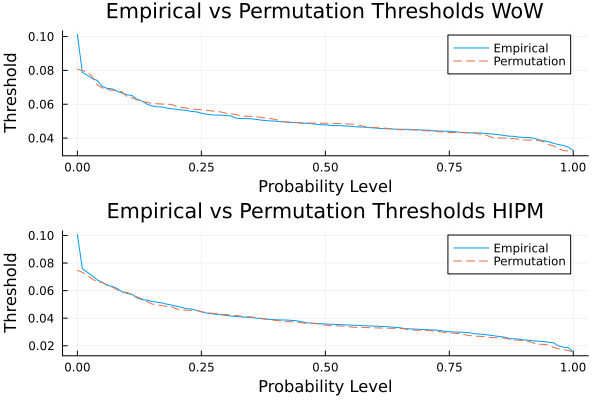 Empirical vs Permutation Thresholds WoW
0.10
0.08
0.06
0.04
Threshold
Empirical
Permutation
0.00 0.25 0.50 0.75 1.00
Probability Level
Empirical vs Permutation Thresholds HIPM
0.10
0.08
0.06
0.04
0.02
Threshold
Empirical
Permutation
0.00 0.25 0.50 0.75 1.00
Probability Level